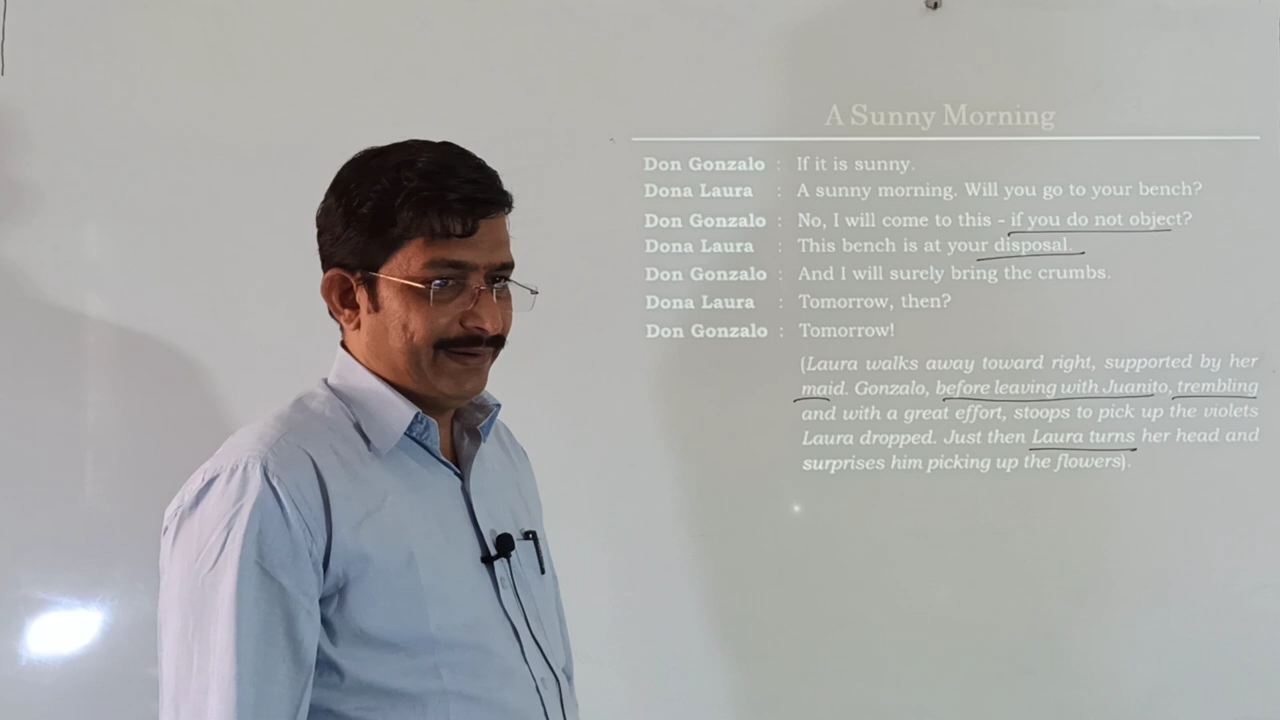 A Sunny Morning
Don Gonzalo : If it is sunny.
Dona Laura : A sunny morning. Will you go to your bench?
Don Gonzalo : No, I will come to this - if you do not object?
Dona Laura : This bench is at your disposal.
Don Gonzalo : And I will surely bring the crumbs.
Dona Laura : Tomorrow, then?
Don Gonzalo : Tomorrow!
(Laura walks away toward right, supported by her
maid. Gonzalo, before leaving with Juanito, trembling
and with a great effort, stoops to pick up the violets
Laura dropped. Just then Laura turns her head and
surprises him picking up the flowers).